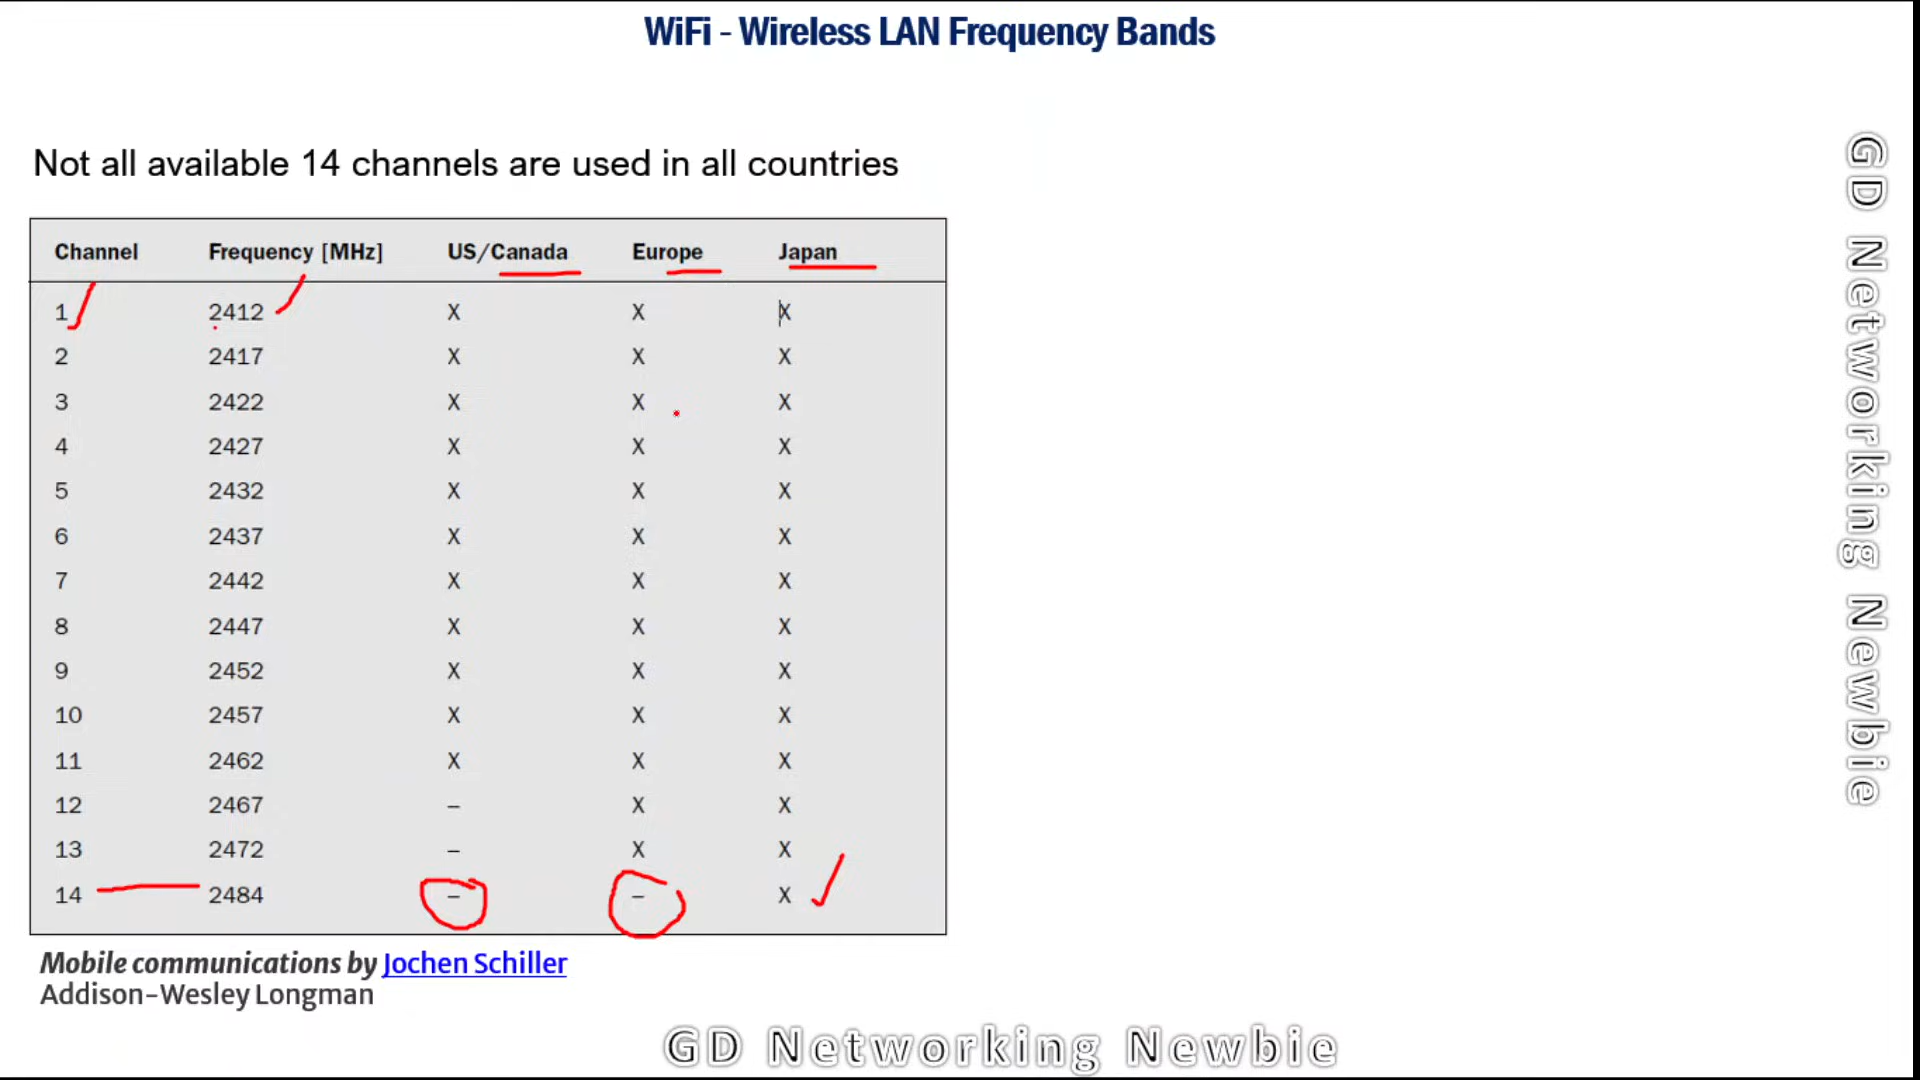 WiFi - Wireless LAN Frequency Bands
Not all available 14 channels are used in all countries
Channel Frequency [MHz] US/Canada Europe Japan
1 2412 X X X
2 2417 X X X
3 2422 X X X
4 2427 X X X
5 2432 X X X
6 2437 X X X
7 2442 X X X
8 2447 X X X
9 2452 X X X
10 2457 X X X
11 2462 X X X
12 2467 – X X
13 2472 – X X
14 2484 – – X
Mobile communications by Jochen Schiller
Addison-Wesley Longman
GD Networking Newbie
GD Networking Newbie